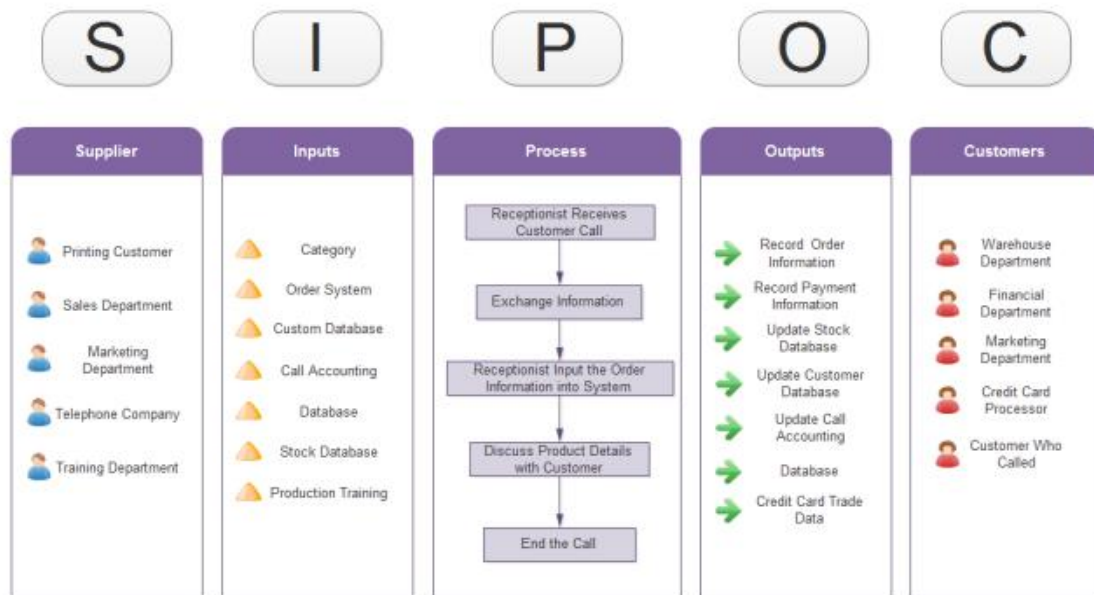 S
I
P
O
C
Supplier
Printing Customer
Sales Department
Marketing
Department
Telephone Company
Training Department
Inputs
Category
Order System
Custom Database
Call Accounting
Database
Stock Database
Production Training
Process
Receptionist Receives
Customer Call
Exchange Information
Receptionist Input the Order
Information into System
Discuss Product Details
with Customer
End the Call
Outputs
Record Order
Information
Record Payment
Information
Update Stock
Database
Update Customer
Database
Update Call
Accounting
Database
Credit Card Trade
Data
Customers
Warehouse
Department
Financial
Department
Marketing
Department
Credit Card
Processor
Customer Who
Called